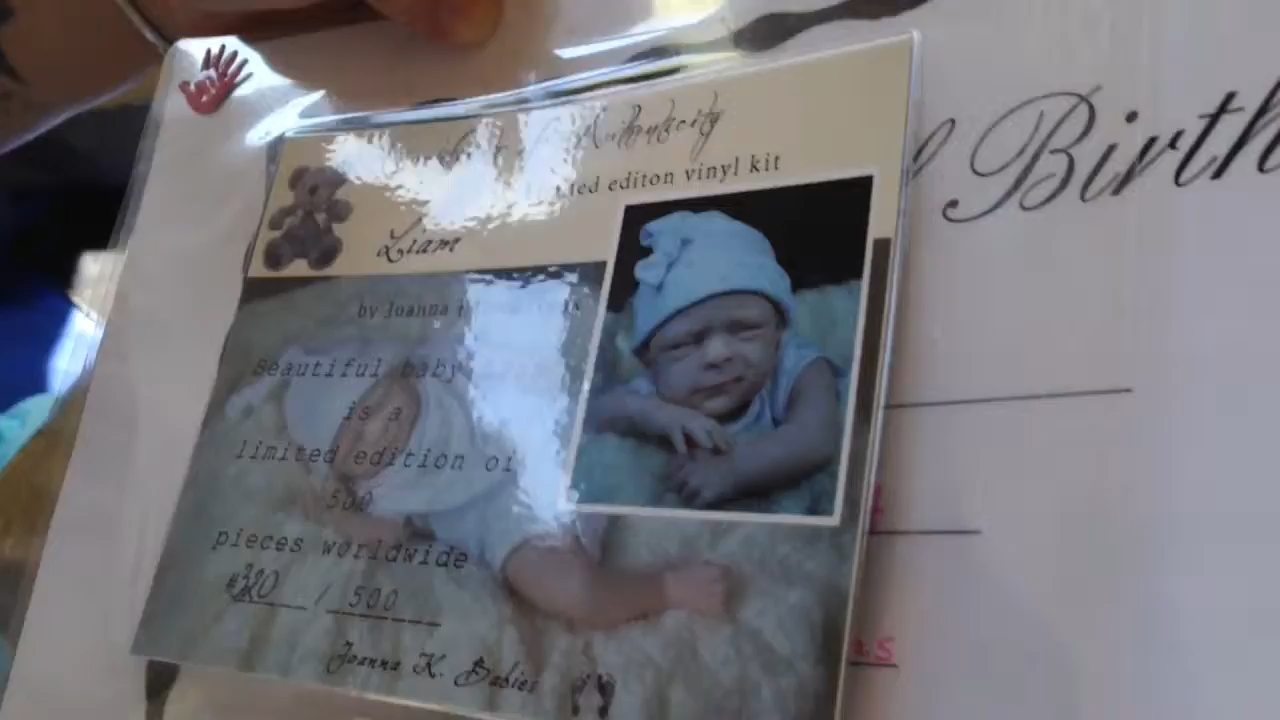 Authenticity
editon vinyl kit
Liam
by Joanna
Beautiful baby
is a
limited edition of
500
pieces worldwide
#320 / 500
Joanna K. Babies
Birth